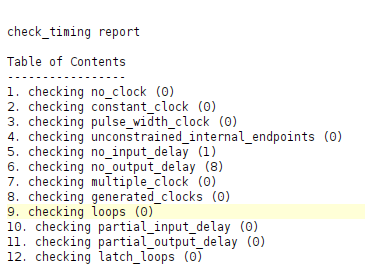 check_timing report
Table of Contents
-----------------
1. checking no_clock (0)
2. checking constant_clock (0)
3. checking pulse_width_clock (0)
4. checking unconstrained_internal_endpoints (0)
5. checking no_input_delay (1)
6. checking no_output_delay (8)
7. checking multiple_clock (0)
8. checking generated_clocks (0)
9. checking loops (0)
10. checking partial_input_delay (0)
11. checking partial_output_delay (0)
12. checking latch_loops (0)